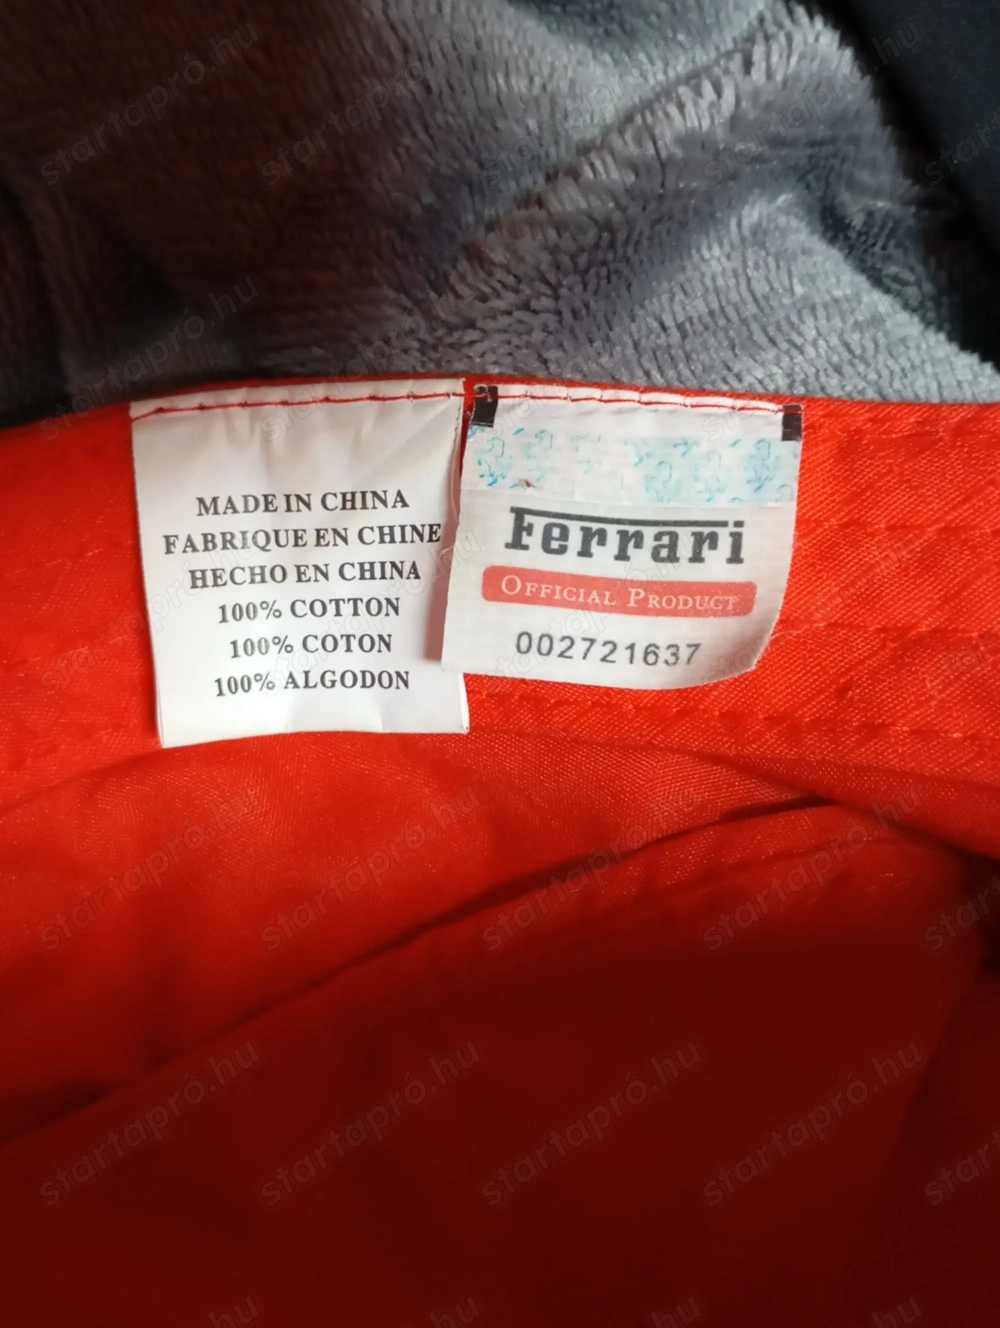 MADE IN CHINA
FABRIQUE EN CHINE
HECHO EN CHINA
100% COTTON
100% COTON
100% ALGODON
Ferrari
OFFICIAL PRODUCT
002721637
startapró.hu